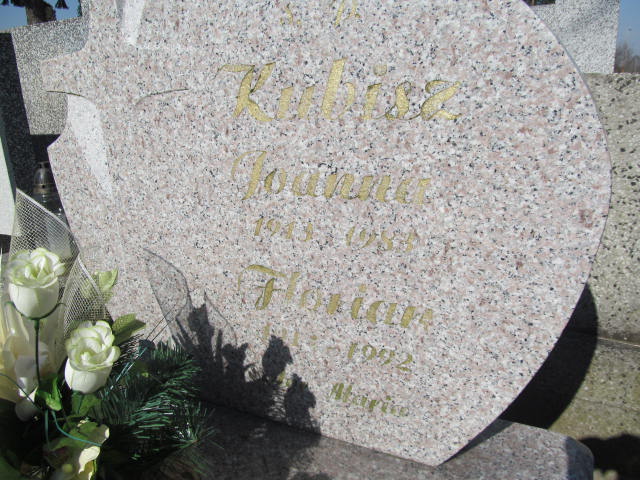 Kubisz
Joanna
1913 - 1983
Florian
- 1992
Maria